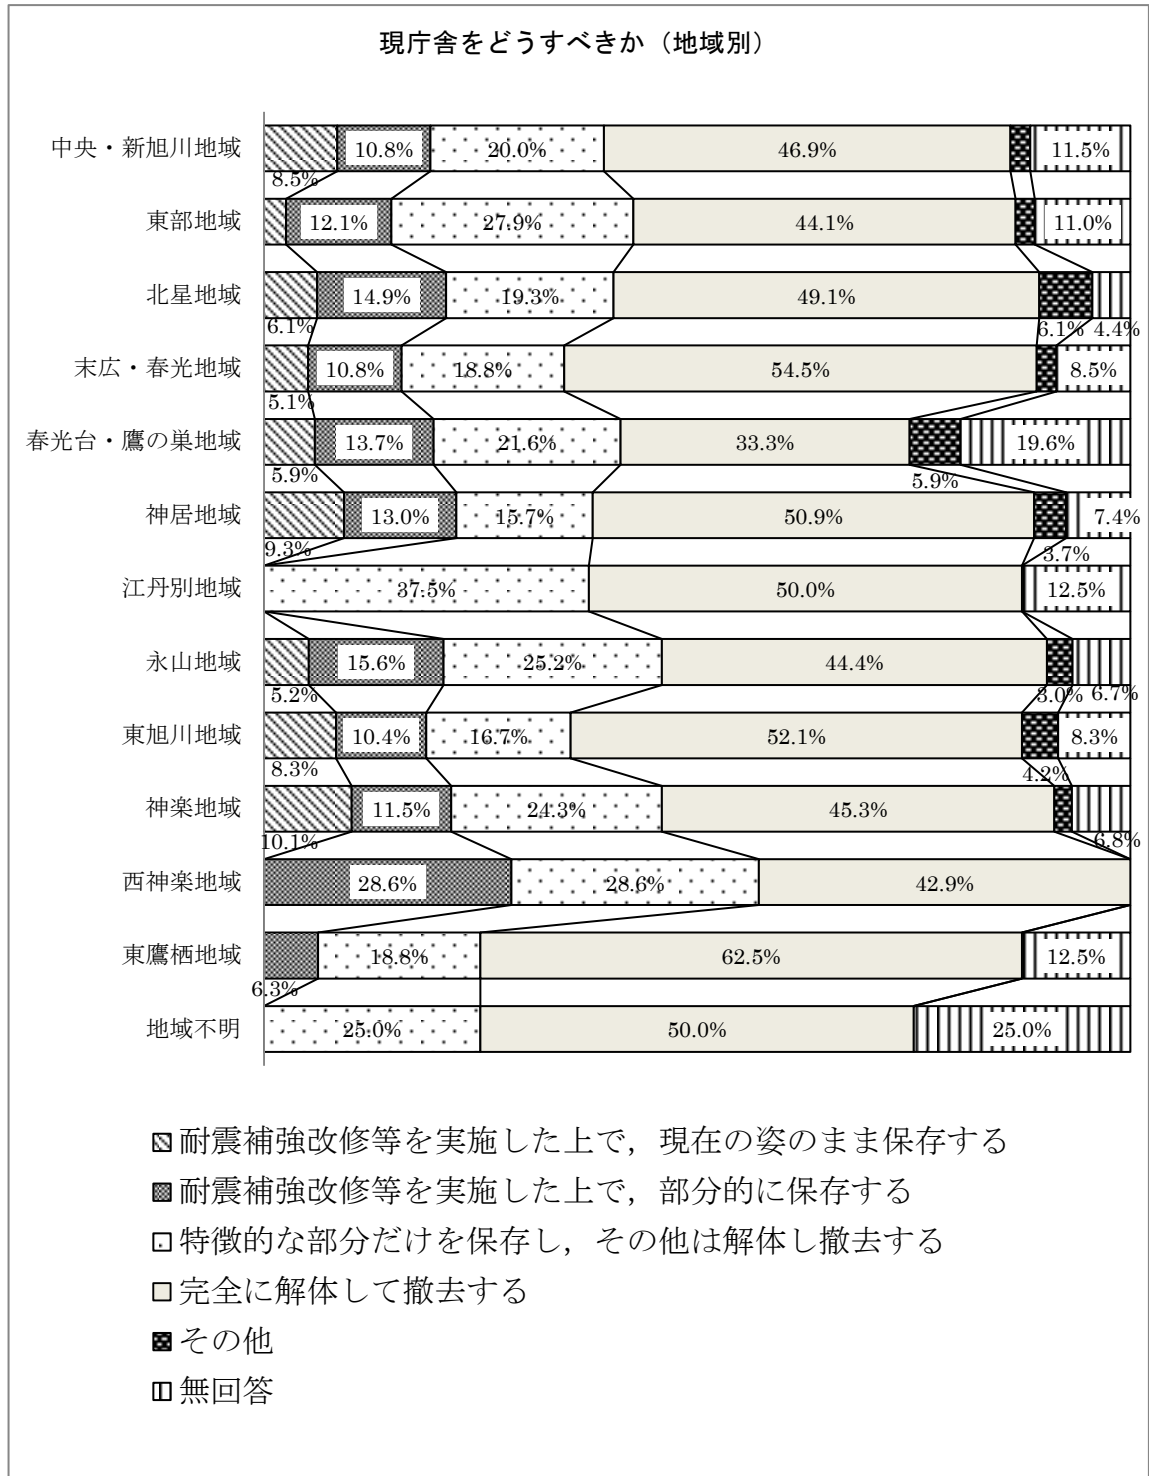 現庁舎をどうすべきか（地域別）
中央・新旭川地域
10.8% 20.0% 46.9% 11.5%
8.5%
東部地域
12.1% 27.9% 44.1% 11.0%
北星地域
14.9% 19.3% 49.1%
6.1% 6.1% 4.4%
末広・春光地域
10.8% 18.8% 54.5% 8.5%
5.1%
春光台・鷹の巣地域
13.7% 21.6% 33.3% 19.6%
5.9% 5.9%
神居地域
13.0% 15.7% 50.9% 7.4%
9.3% 3.7%
江丹別地域
37.5% 50.0% 12.5%
永山地域
15.6% 25.2% 44.4%
5.2% 3.0% 6.7%
東旭川地域
10.4% 16.7% 52.1% 8.3%
8.3% 4.2%
神楽地域
11.5% 24.3% 45.3%
10.1% 6.8%
西神楽地域
28.6% 28.6% 42.9%
東鷹栖地域
18.8% 62.5% 12.5%
6.3%
地域不明
25.0% 50.0% 25.0%
耐震補強改修等を実施した上で，現在の姿のまま保存する
耐震補強改修等を実施した上で，部分的に保存する
特徴的な部分だけを保存し，その他は解体し撤去する
完全に解体して撤去する
その他
無回答